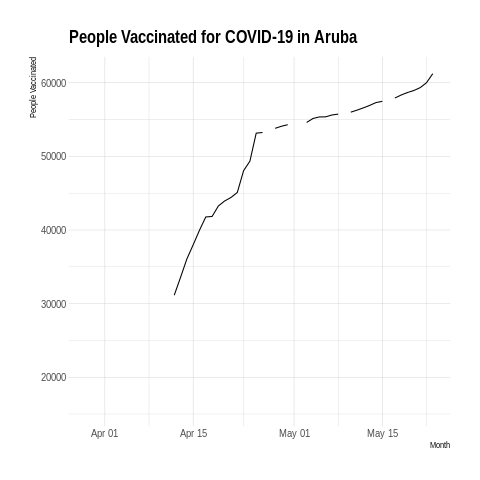 People Vaccinated for COVID-19 in Aruba
People Vaccinated
60000
50000
40000
30000
20000
Apr 01 Apr 15 May 01 May 15
Month